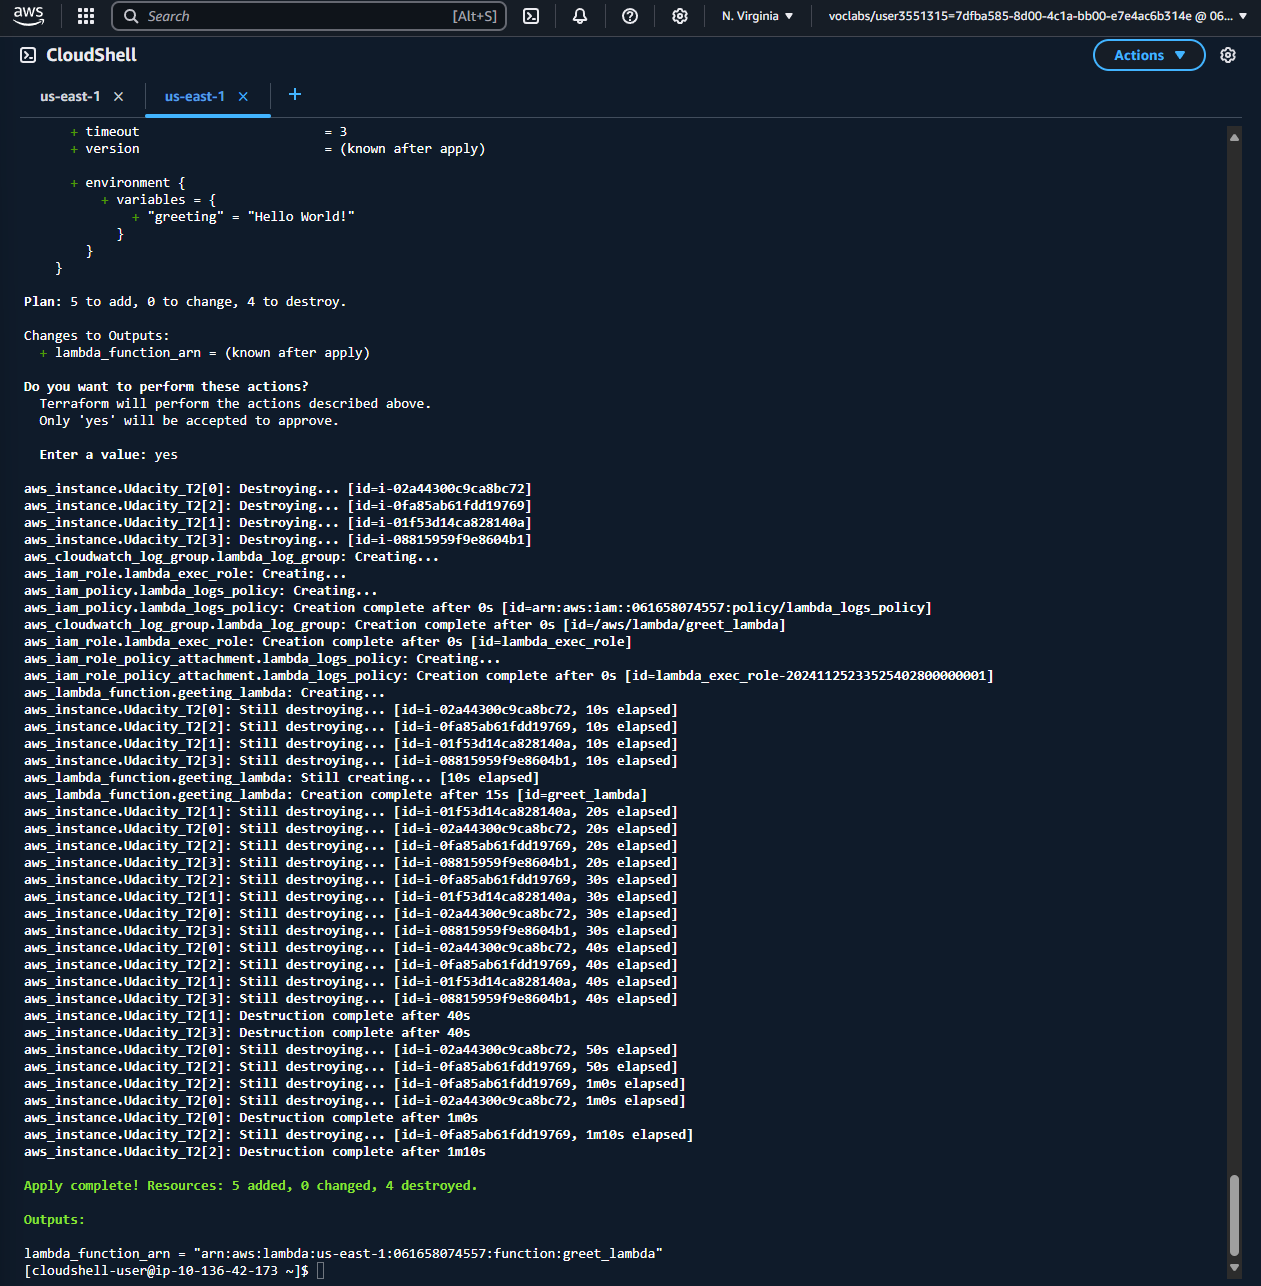 aws
Search [Alt+S] N. Virginia ▼ voclabs/user3551315=7dfba585-8d00-4c1a-bb00-e7e4ac6b314e @ 06... ▼
CloudShell Actions ▼
us-east-1 × us-east-1 × +
+ timeout = 3
+ version = (known after apply)
+ environment {
+ variables = {
+ "greeting" = "Hello World!"
}
}
}
Plan: 5 to add, 0 to change, 4 to destroy.
Changes to Outputs:
+ lambda_function_arn = (known after apply)
Do you want to perform these actions?
Terraform will perform the actions described above.
Only 'yes' will be accepted to approve.
Enter a value: yes
aws_instance.Udacity_T2[0]: Destroying... [id=i-02a44300c9ca8bc72]
aws_instance.Udacity_T2[2]: Destroying... [id=i-0fa85ab61fdd19769]
aws_instance.Udacity_T2[1]: Destroying... [id=i-01f53d14ca828140a]
aws_instance.Udacity_T2[3]: Destroying... [id=i-08815959f9e8604b1]
aws_cloudwatch_log_group.lambda_log_group: Creating...
aws_iam_role.lambda_exec_role: Creating...
aws_iam_policy.lambda_logs_policy: Creating...
aws_iam_policy.lambda_logs_policy: Creation complete after 0s [id=arn:aws:iam::061658074557:policy/lambda_logs_policy]
aws_cloudwatch_log_group.lambda_log_group: Creation complete after 0s [id=/aws/lambda/greet_lambda]
aws_iam_role.lambda_exec_role: Creation complete after 0s [id=lambda_exec_role]
aws_iam_role_policy_attachment.lambda_logs_policy: Creating...
aws_iam_role_policy_attachment.lambda_logs_policy: Creation complete after 0s [id=lambda_exec_role-20241125233525402800000001]
aws_lambda_function.geeting_lambda: Creating...
aws_instance.Udacity_T2[0]: Still destroying... [id=i-02a44300c9ca8bc72, 10s elapsed]
aws_instance.Udacity_T2[2]: Still destroying... [id=i-0fa85ab61fdd19769, 10s elapsed]
aws_instance.Udacity_T2[1]: Still destroying... [id=i-01f53d14ca828140a, 10s elapsed]
aws_instance.Udacity_T2[3]: Still destroying... [id=i-08815959f9e8604b1, 10s elapsed]
aws_lambda_function.geeting_lambda: Still creating... [10s elapsed]
aws_lambda_function.geeting_lambda: Creation complete after 15s [id=greet_lambda]
aws_instance.Udacity_T2[1]: Still destroying... [id=i-01f53d14ca828140a, 20s elapsed]
aws_instance.Udacity_T2[0]: Still destroying... [id=i-02a44300c9ca8bc72, 20s elapsed]
aws_instance.Udacity_T2[2]: Still destroying... [id=i-0fa85ab61fdd19769, 20s elapsed]
aws_instance.Udacity_T2[3]: Still destroying... [id=i-08815959f9e8604b1, 20s elapsed]
aws_instance.Udacity_T2[2]: Still destroying... [id=i-0fa85ab61fdd19769, 30s elapsed]
aws_instance.Udacity_T2[1]: Still destroying... [id=i-01f53d14ca828140a, 30s elapsed]
aws_instance.Udacity_T2[0]: Still destroying... [id=i-02a44300c9ca8bc72, 30s elapsed]
aws_instance.Udacity_T2[3]: Still destroying... [id=i-08815959f9e8604b1, 30s elapsed]
aws_instance.Udacity_T2[0]: Still destroying... [id=i-02a44300c9ca8bc72, 40s elapsed]
aws_instance.Udacity_T2[2]: Still destroying... [id=i-0fa85ab61fdd19769, 40s elapsed]
aws_instance.Udacity_T2[1]: Still destroying... [id=i-01f53d14ca828140a, 40s elapsed]
aws_instance.Udacity_T2[3]: Still destroying... [id=i-08815959f9e8604b1, 40s elapsed]
aws_instance.Udacity_T2[1]: Destruction complete after 40s
aws_instance.Udacity_T2[3]: Destruction complete after 40s
aws_instance.Udacity_T2[0]: Still destroying... [id=i-02a44300c9ca8bc72, 50s elapsed]
aws_instance.Udacity_T2[2]: Still destroying... [id=i-0fa85ab61fdd19769, 50s elapsed]
aws_instance.Udacity_T2[2]: Still destroying... [id=i-0fa85ab61fdd19769, 1m0s elapsed]
aws_instance.Udacity_T2[0]: Still destroying... [id=i-02a44300c9ca8bc72, 1m0s elapsed]
aws_instance.Udacity_T2[0]: Destruction complete after 1m0s
aws_instance.Udacity_T2[2]: Still destroying... [id=i-0fa85ab61fdd19769, 1m10s elapsed]
aws_instance.Udacity_T2[2]: Destruction complete after 1m10s
Apply complete! Resources: 5 added, 0 changed, 4 destroyed.
Outputs:
lambda_function_arn = "arn:aws:lambda:us-east-1:061658074557:function:greet_lambda"
[cloudshell-user@ip-10-136-42-173 ~]$